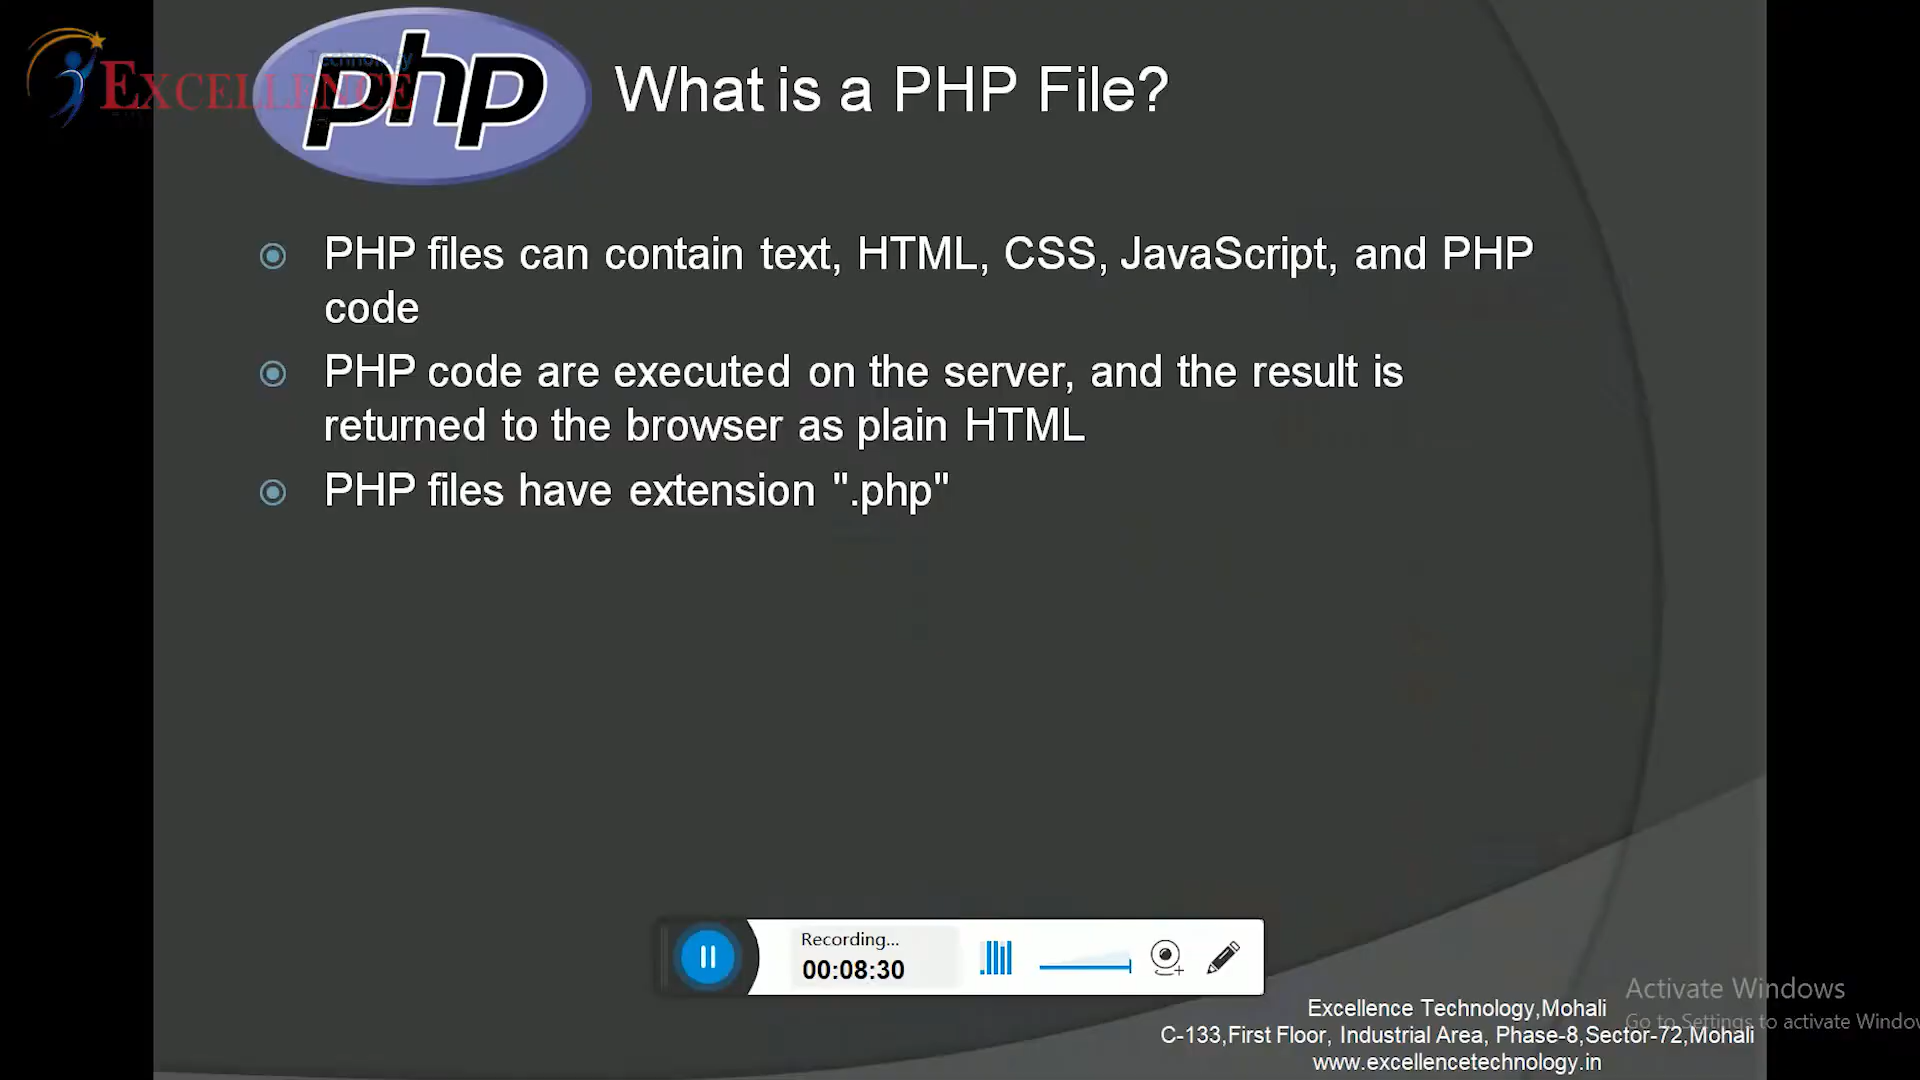 Technology
EXCELLENCE
php
What is a PHP File?
PHP files can contain text, HTML, CSS, JavaScript, and PHP
code
PHP code are executed on the server, and the result is
returned to the browser as plain HTML
PHP files have extension ".php"
Recording...
00:08:30
Activate Windows
Go to Settings to activate Windo
Excellence Technology,Mohali
C-133,First Floor, Industrial Area, Phase-8,Sector-72,Mohali
www.excellencetechnology.in